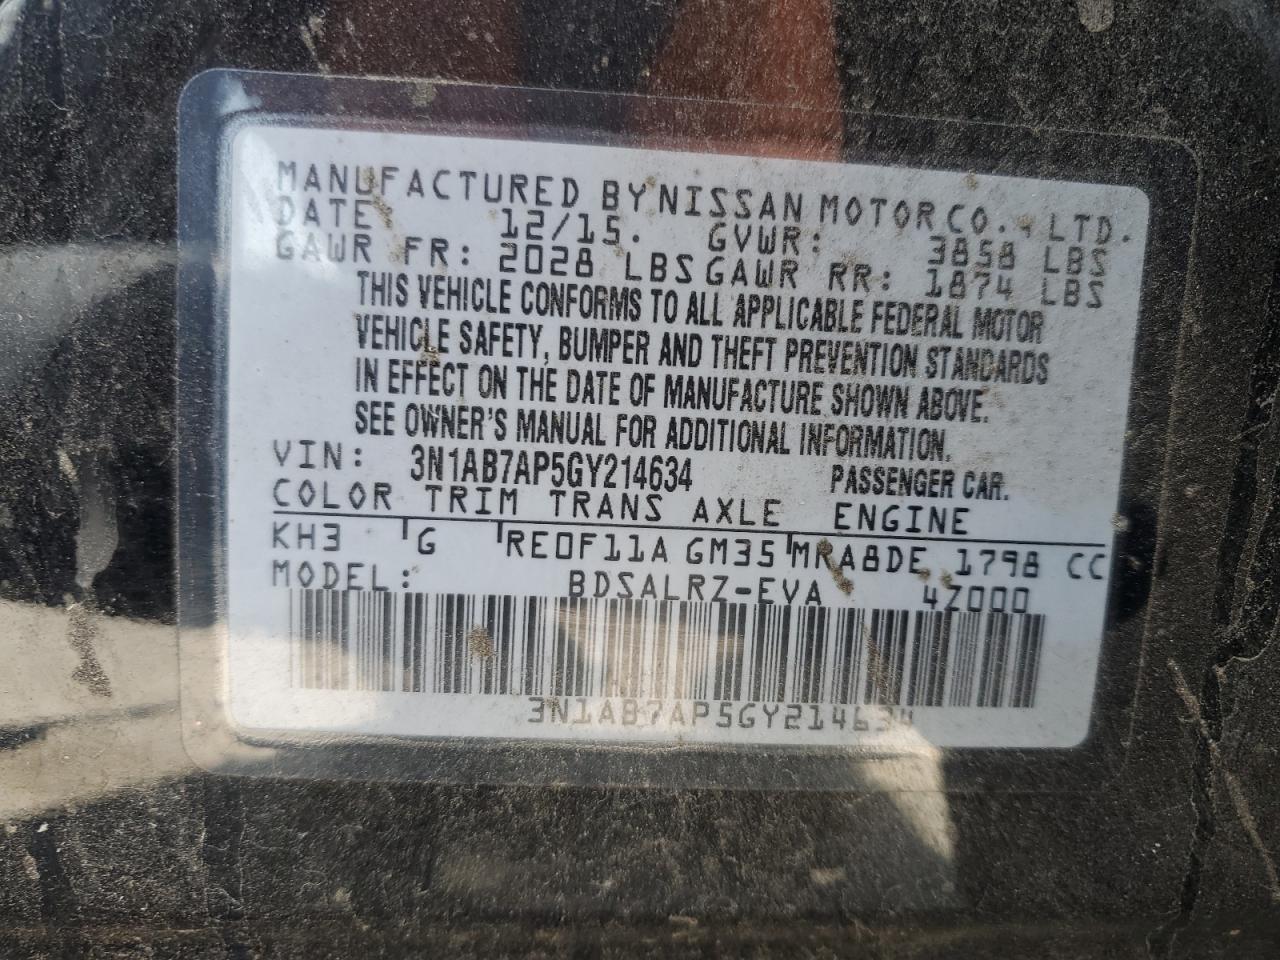 MANUFACTURED BY NISSAN MOTOR CO., LTD.
DATE 12/15. GVWR: 3858 LBS
GAWR FR: 2028 LBS GAWR RR: 1874 LBS
THIS VEHICLE CONFORMS TO ALL APPLICABLE FEDERAL MOTOR
VEHICLE SAFETY, BUMPER AND THEFT PREVENTION STANDARDS
IN EFFECT ON THE DATE OF MANUFACTURE SHOWN ABOVE.
SEE OWNER'S MANUAL FOR ADDITIONAL INFORMATION.
VIN: 3N1AB7AP5GY214634 PASSENGER CAR.
COLOR TRIM TRANS AXLE ENGINE
KH3 G RE0F11A GM35 MRA8DE 1798 CC
MODEL: BDSALRZ-EVA 4Z000
3N1AB7AP5GY214634